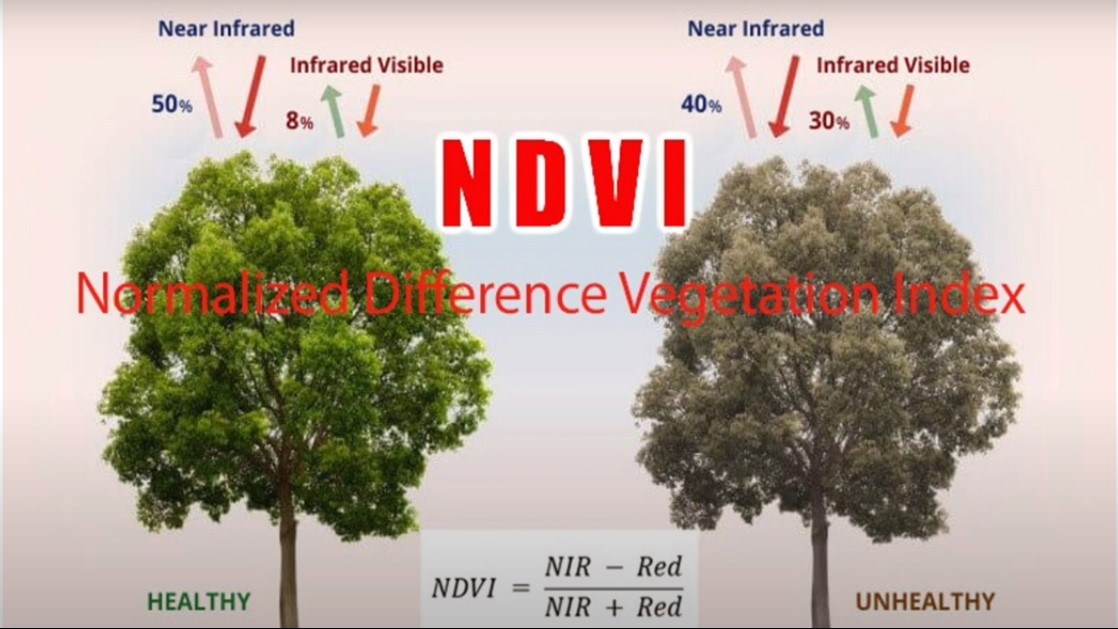 Near Infrared
Infrared Visible
50%
8%
Near Infrared
Infrared Visible
40%
30%
NDVI
Normalized Difference Vegetation Index
HEALTHY
NDVI = (NIR − Red) / (NIR + Red)
UNHEALTHY